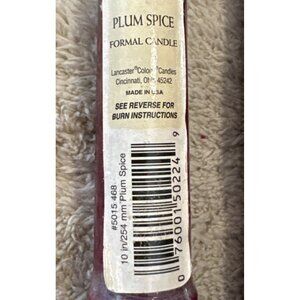 PLUM SPICE
FORMAL CANDLE
Lancaster® Colony® Candles
Cincinnati, Ohio 45242
MADE IN USA
SEE REVERSE FOR
BURN INSTRUCTIONS
#5015 468
10 in/254 mm Plum Spice
0 76001 50224 9